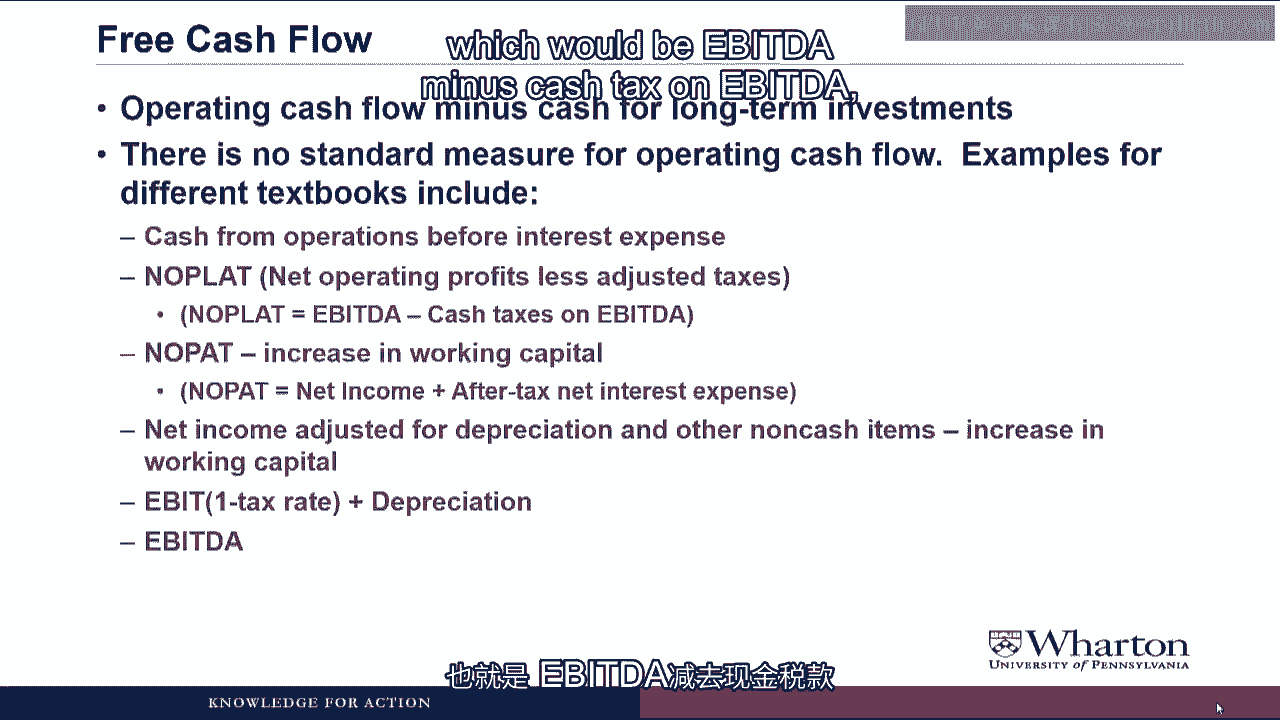 Free Cash Flow
which would be EBITDA
minus cash tax on EBITDA,
• Operating cash flow minus cash for long-term investments
• There is no standard measure for operating cash flow. Examples for
different textbooks include:
– Cash from operations before interest expense
– NOPLAT (Net operating profits less adjusted taxes)
• (NOPLAT = EBITDA – Cash taxes on EBITDA)
– NOPAT – increase in working capital
• (NOPAT = Net Income + After-tax net interest expense)
– Net income adjusted for depreciation and other noncash items – increase in
working capital
– EBIT(1-tax rate) + Depreciation
– EBITDA
Wharton
UNIVERSITY of PENNSYLVANIA
也就是 EBITDA减去现金税款
KNOWLEDGE FOR ACTION